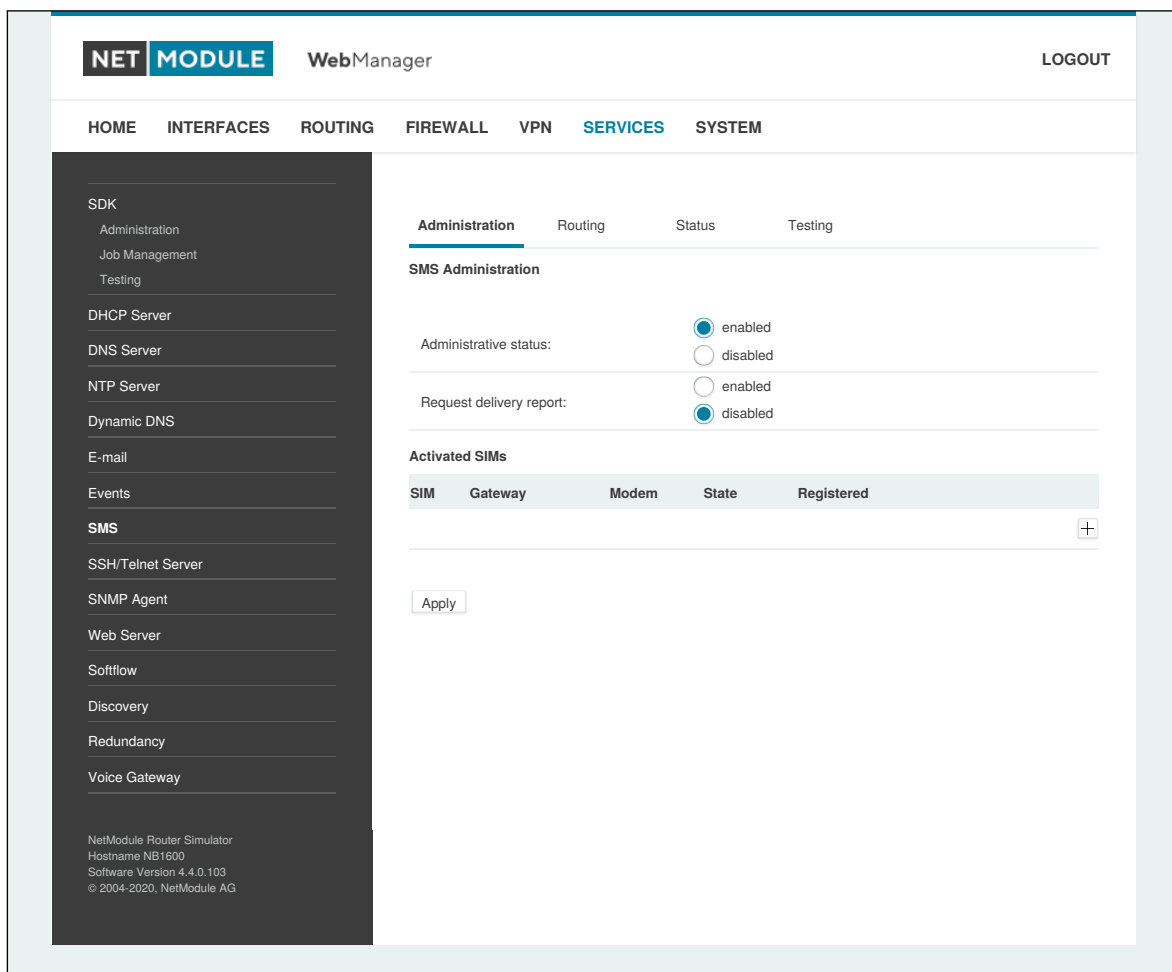 NET MODULE WebManager LOGOUT
HOME INTERFACES ROUTING FIREWALL VPN SERVICES SYSTEM
SDK
Administration
Job Management
Testing
DHCP Server
DNS Server
NTP Server
Dynamic DNS
E-mail
Events
SMS
SSH/Telnet Server
SNMP Agent
Web Server
Softflow
Discovery
Redundancy
Voice Gateway
NetModule Router Simulator
Hostname NB1600
Software Version 4.4.0.103
© 2004-2020, NetModule AG
Administration Routing Status Testing
SMS Administration
Administrative status:
enabled
disabled
Request delivery report:
enabled
disabled
Activated SIMs
SIM Gateway Modem State Registered
Apply